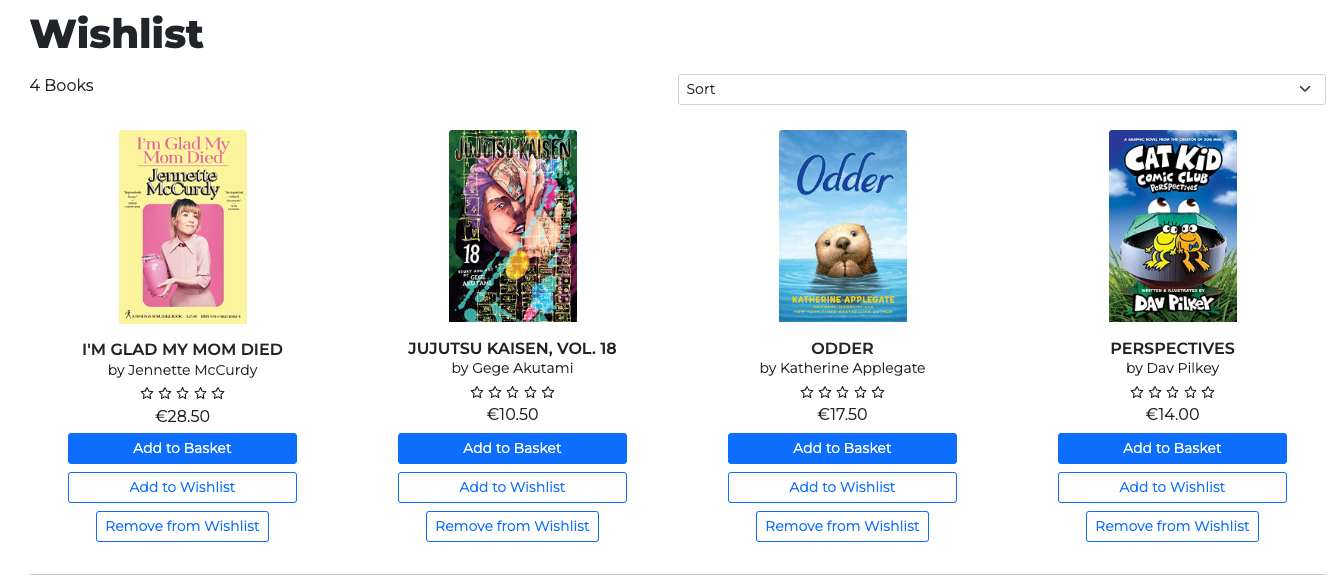 Wishlist
4 Books
Sort
I'm Glad My
Mom Died
Jennette
McCurdy
JUJUTSU KAISEN
18
STORY AND ART BY
GEGE
AKUTAMI
Odder
KATHERINE APPLEGATE
A GRAPHIC NOVEL FROM THE CREATOR OF DOG MAN
CAT KID
COMIC CLUB
PERSPECTIVES
WRITTEN & ILLUSTRATED BY
DAV PILKEY
I'M GLAD MY MOM DIED
by Jennette McCurdy
€28.50
Add to Basket
Add to Wishlist
Remove from Wishlist
JUJUTSU KAISEN, VOL. 18
by Gege Akutami
€10.50
Add to Basket
Add to Wishlist
Remove from Wishlist
ODDER
by Katherine Applegate
€17.50
Add to Basket
Add to Wishlist
Remove from Wishlist
PERSPECTIVES
by Dav Pilkey
€14.00
Add to Basket
Add to Wishlist
Remove from Wishlist